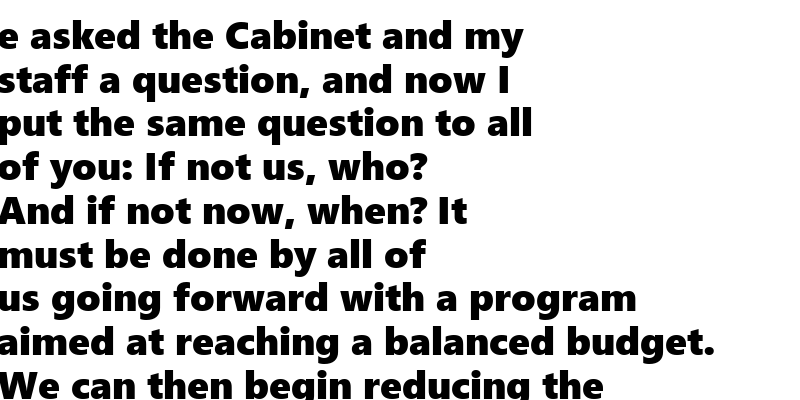 e asked the Cabinet and my
staff a question, and now I
put the same question to all
of you: If not us, who?
And if not now, when? It
must be done by all of
us going forward with a program
aimed at reaching a balanced budget.
We can then begin reducing the